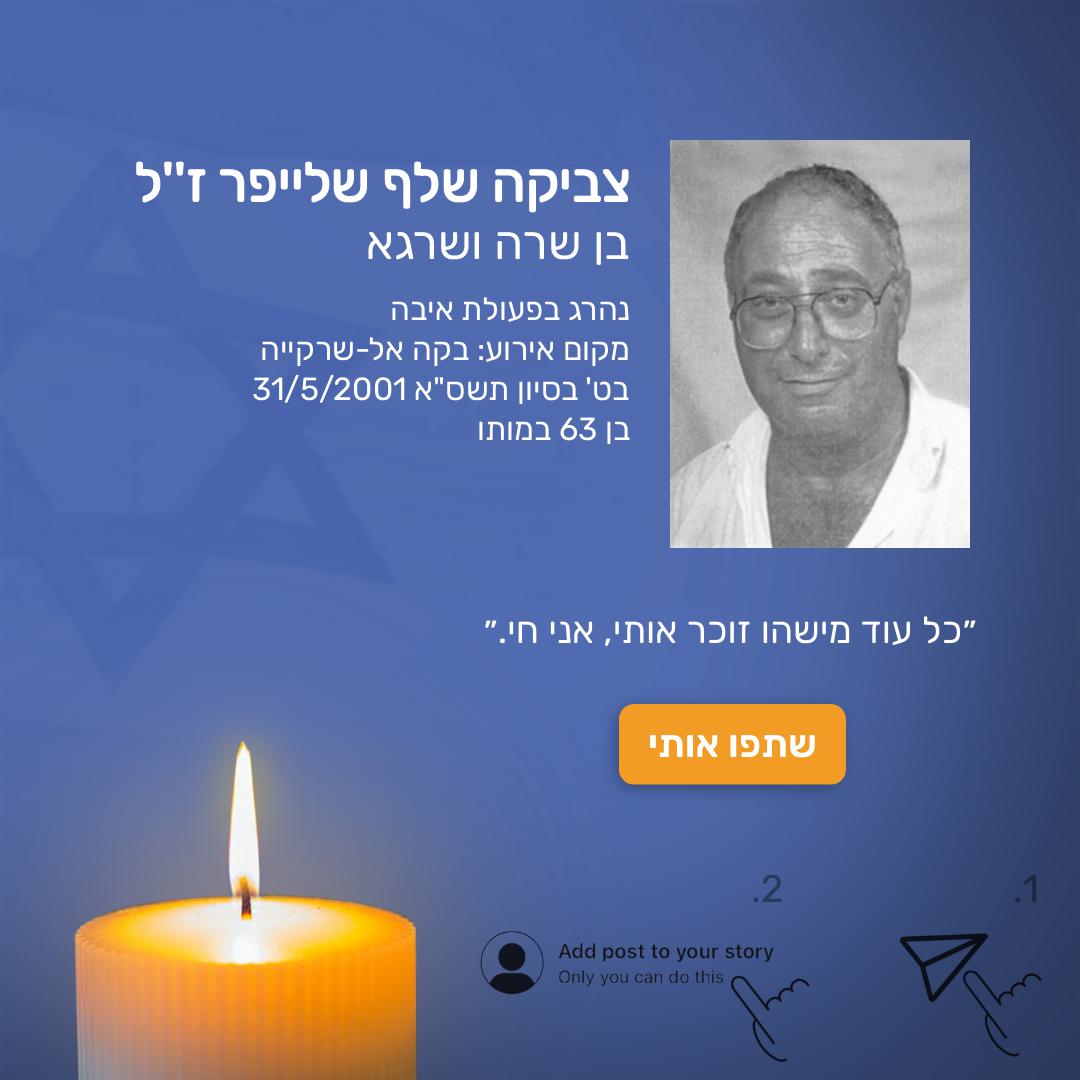 צביקה שלף שלייפר ז"ל
בן שרה ושרגא
נהרג בפעולת איבה
מקום אירוע: בקה אל-שרקייה
בט' בסיון תשס"א 31/5/2001
בן 63 במותו
״כל עוד מישהו זוכר אותי, אני חי.״
שתפו אותי
.1
.2
Add post to your story
Only you can do this